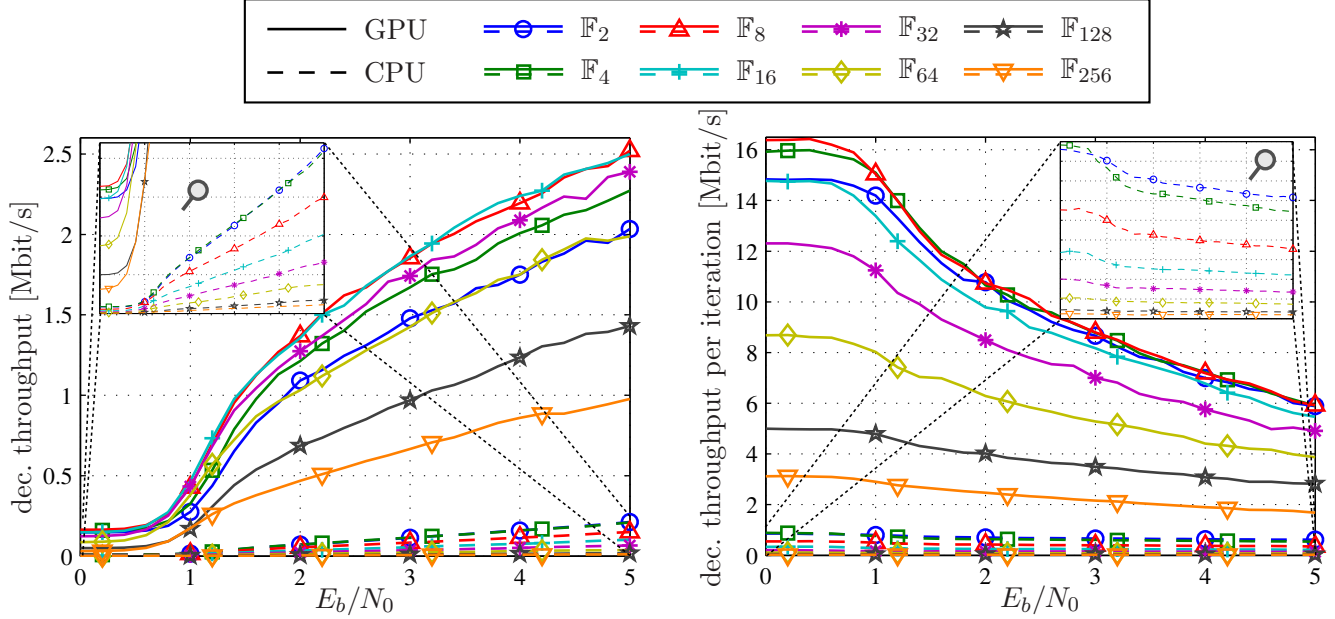 GPU 𝔽2 𝔽8 𝔽32 𝔽128
CPU 𝔽4 𝔽16 𝔽64 𝔽256
dec. throughput [Mbit/s]
2.5
2
1.5
1
0.5
0
0 1 2 3 4 5
Eb/N0
dec. throughput per iteration [Mbit/s]
16
14
12
10
8
6
4
2
0
0 1 2 3 4 5
Eb/N0